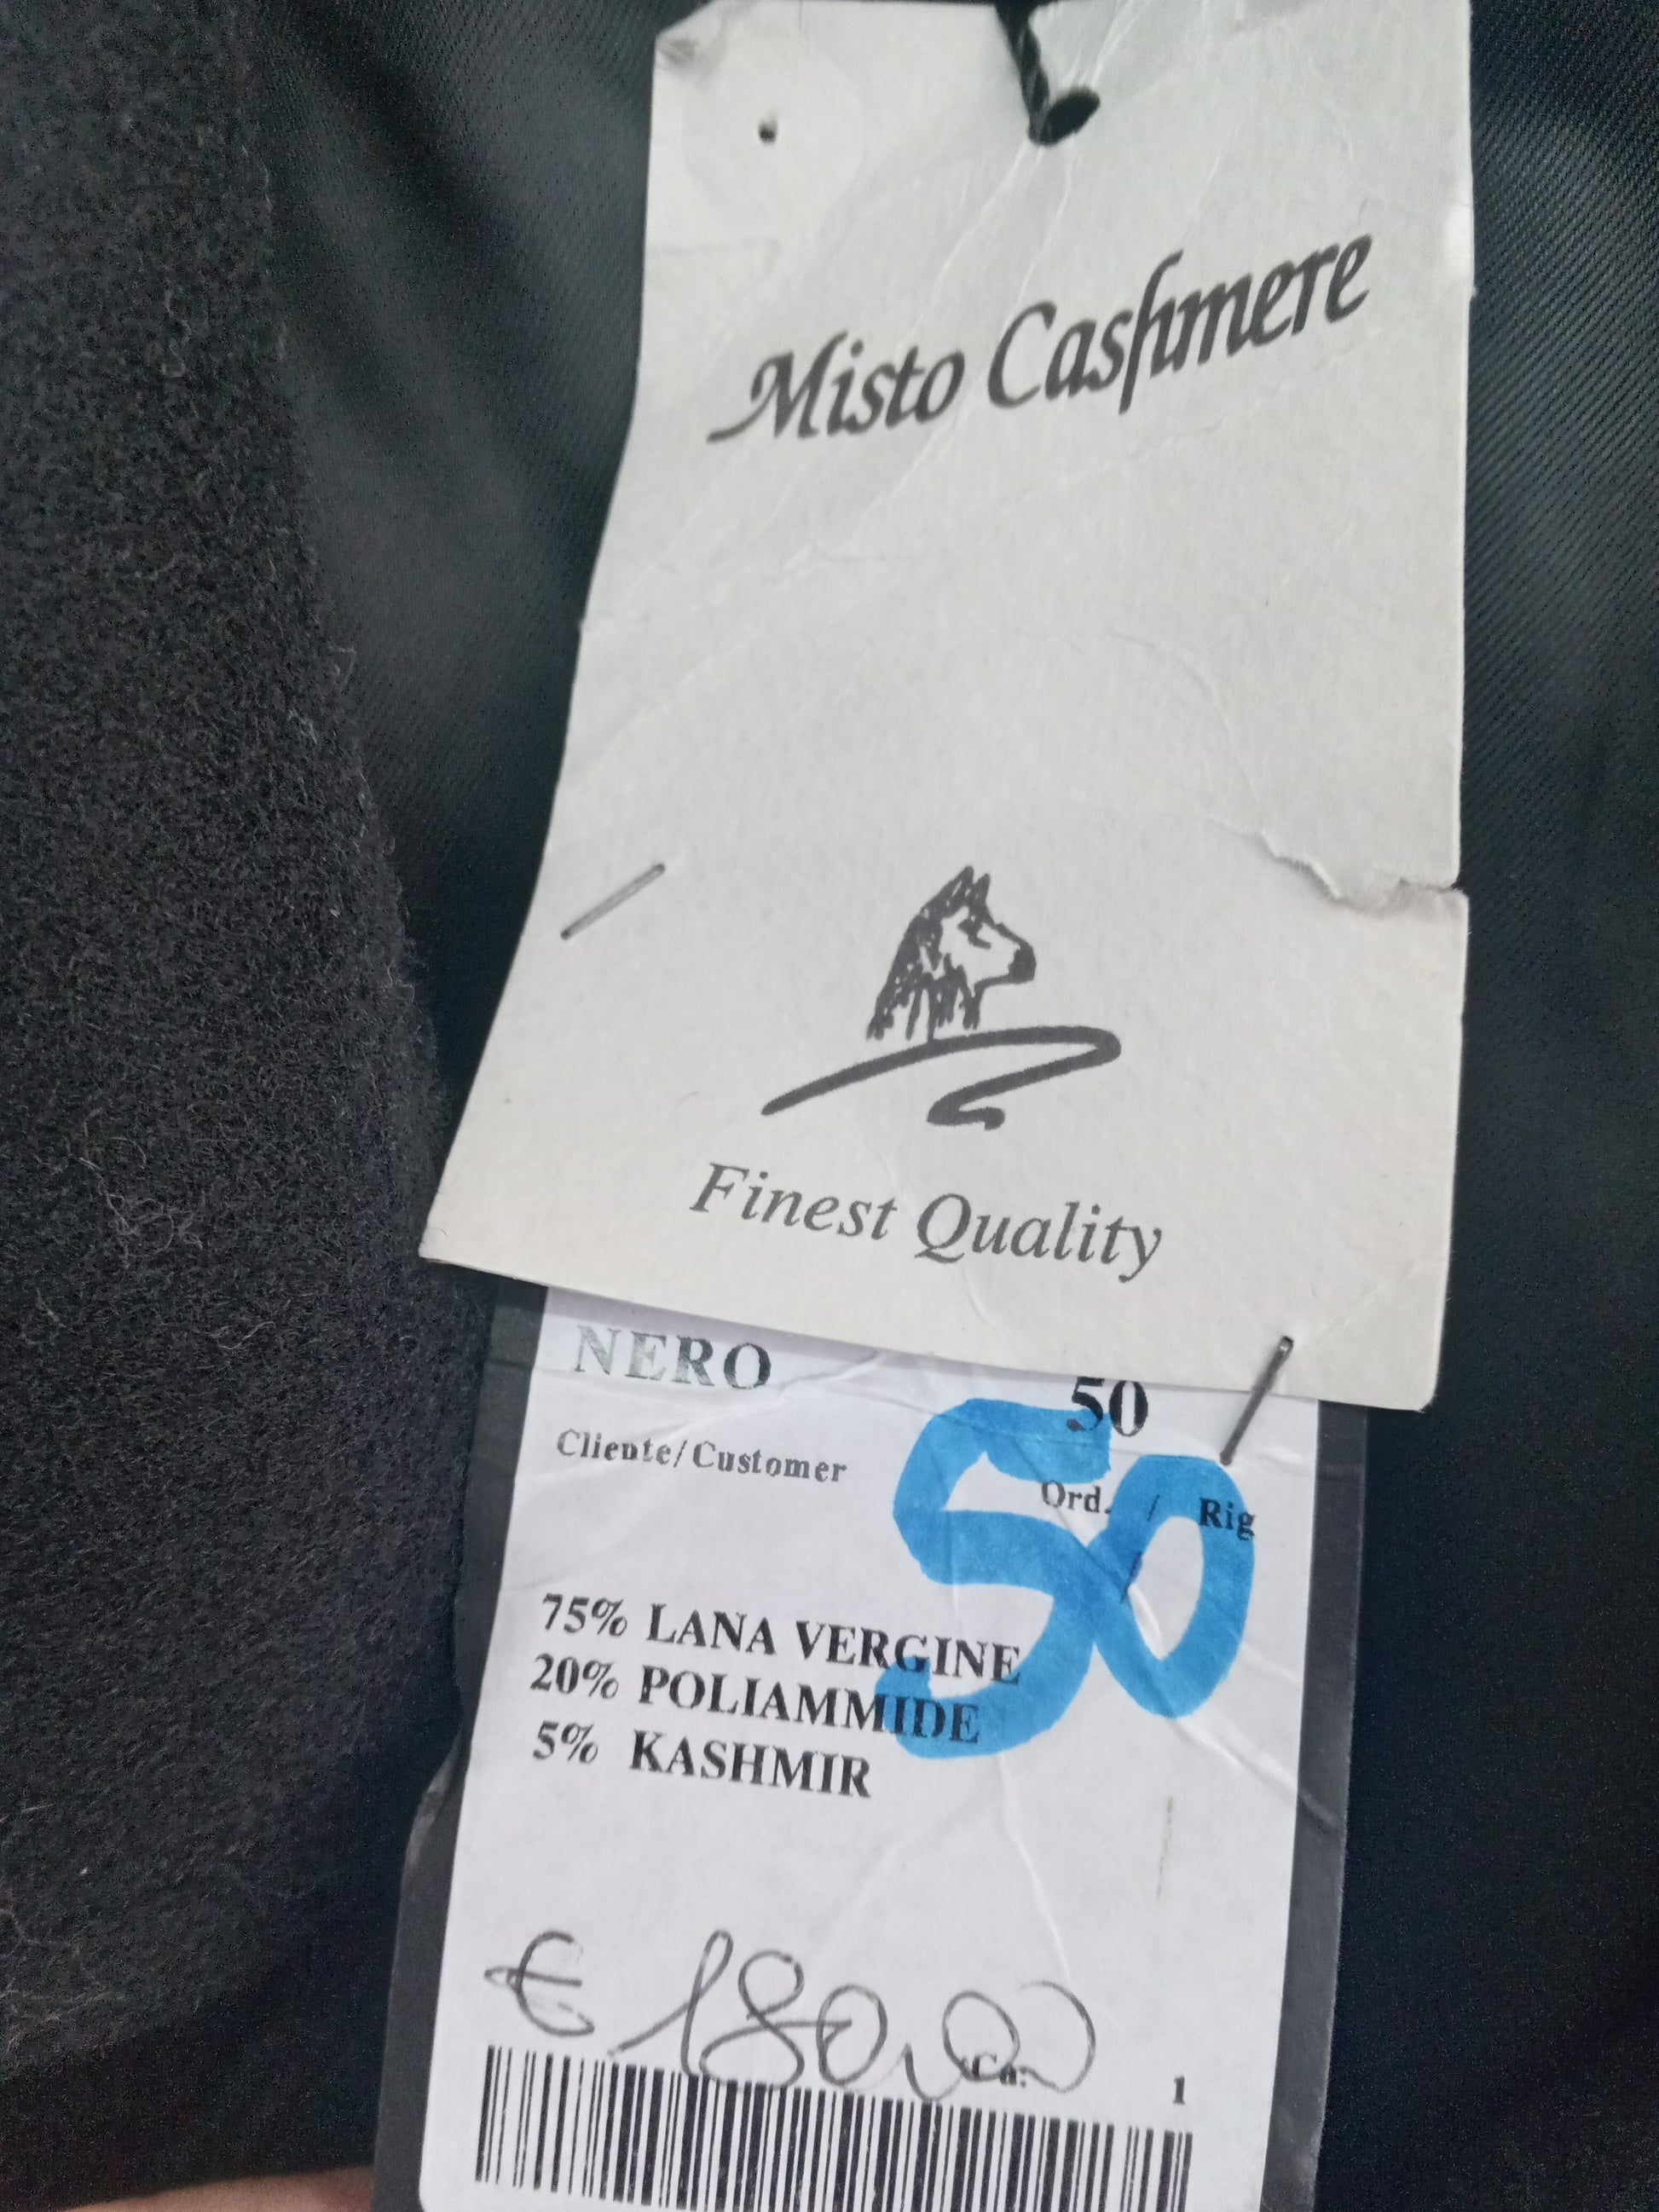 Misto Cashmere
Finest Quality
NERO 50
Cliente/Customer 50
Ord. / Rig
75% LANA VERGINE
20% POLIAMMIDE
5% KASHMIR
€ 180,00
1